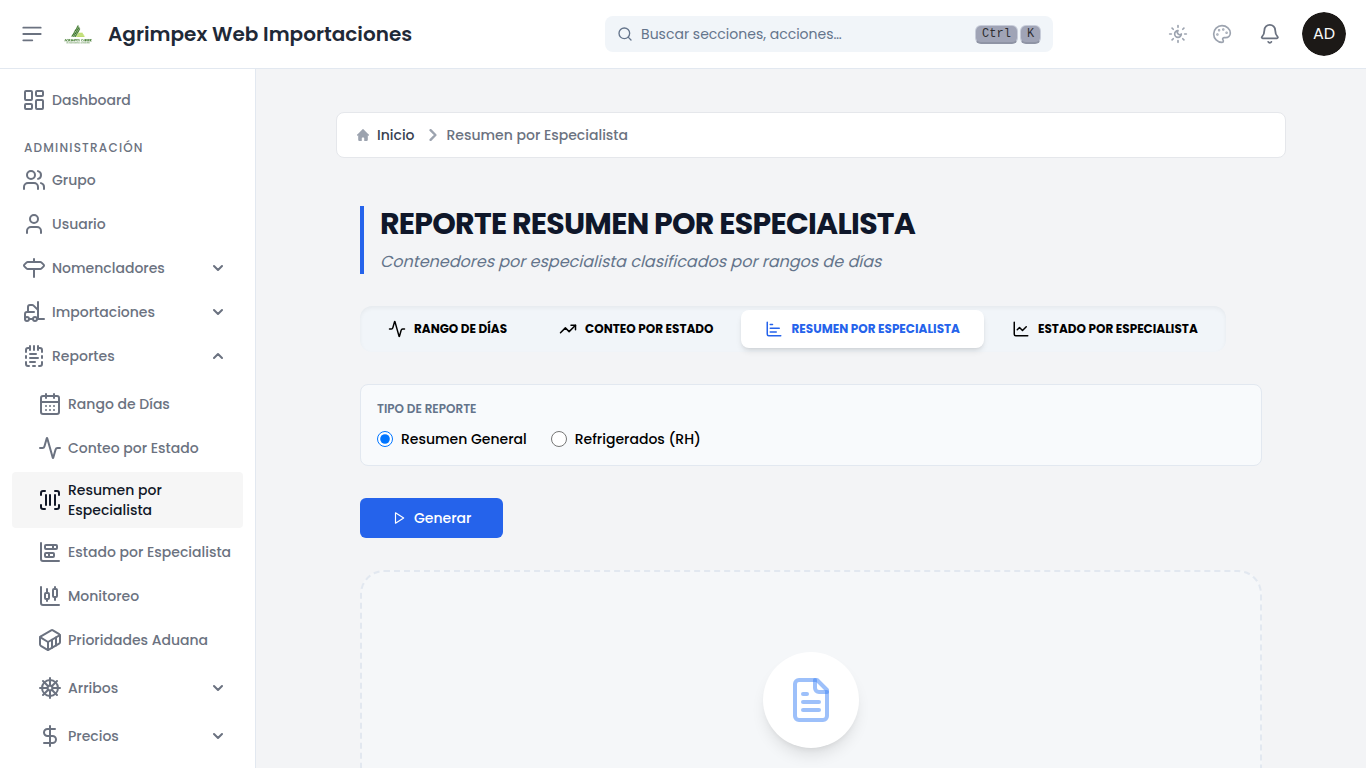 Agrimpex Web Importaciones
Buscar secciones, acciones...
Ctrl K
AD
Dashboard
ADMINISTRACIÓN
Grupo
Usuario
Nomencladores
Importaciones
Reportes
Rango de Días
Conteo por Estado
Resumen por
Especialista
Estado por Especialista
Monitoreo
Prioridades Aduana
Arribos
Precios
Inicio
Resumen por Especialista
REPORTE RESUMEN POR ESPECIALISTA
Contenedores por especialista clasificados por rangos de días
RANGO DE DÍAS
CONTEO POR ESTADO
RESUMEN POR ESPECIALISTA
ESTADO POR ESPECIALISTA
TIPO DE REPORTE
Resumen General
Refrigerados (RH)
Generar